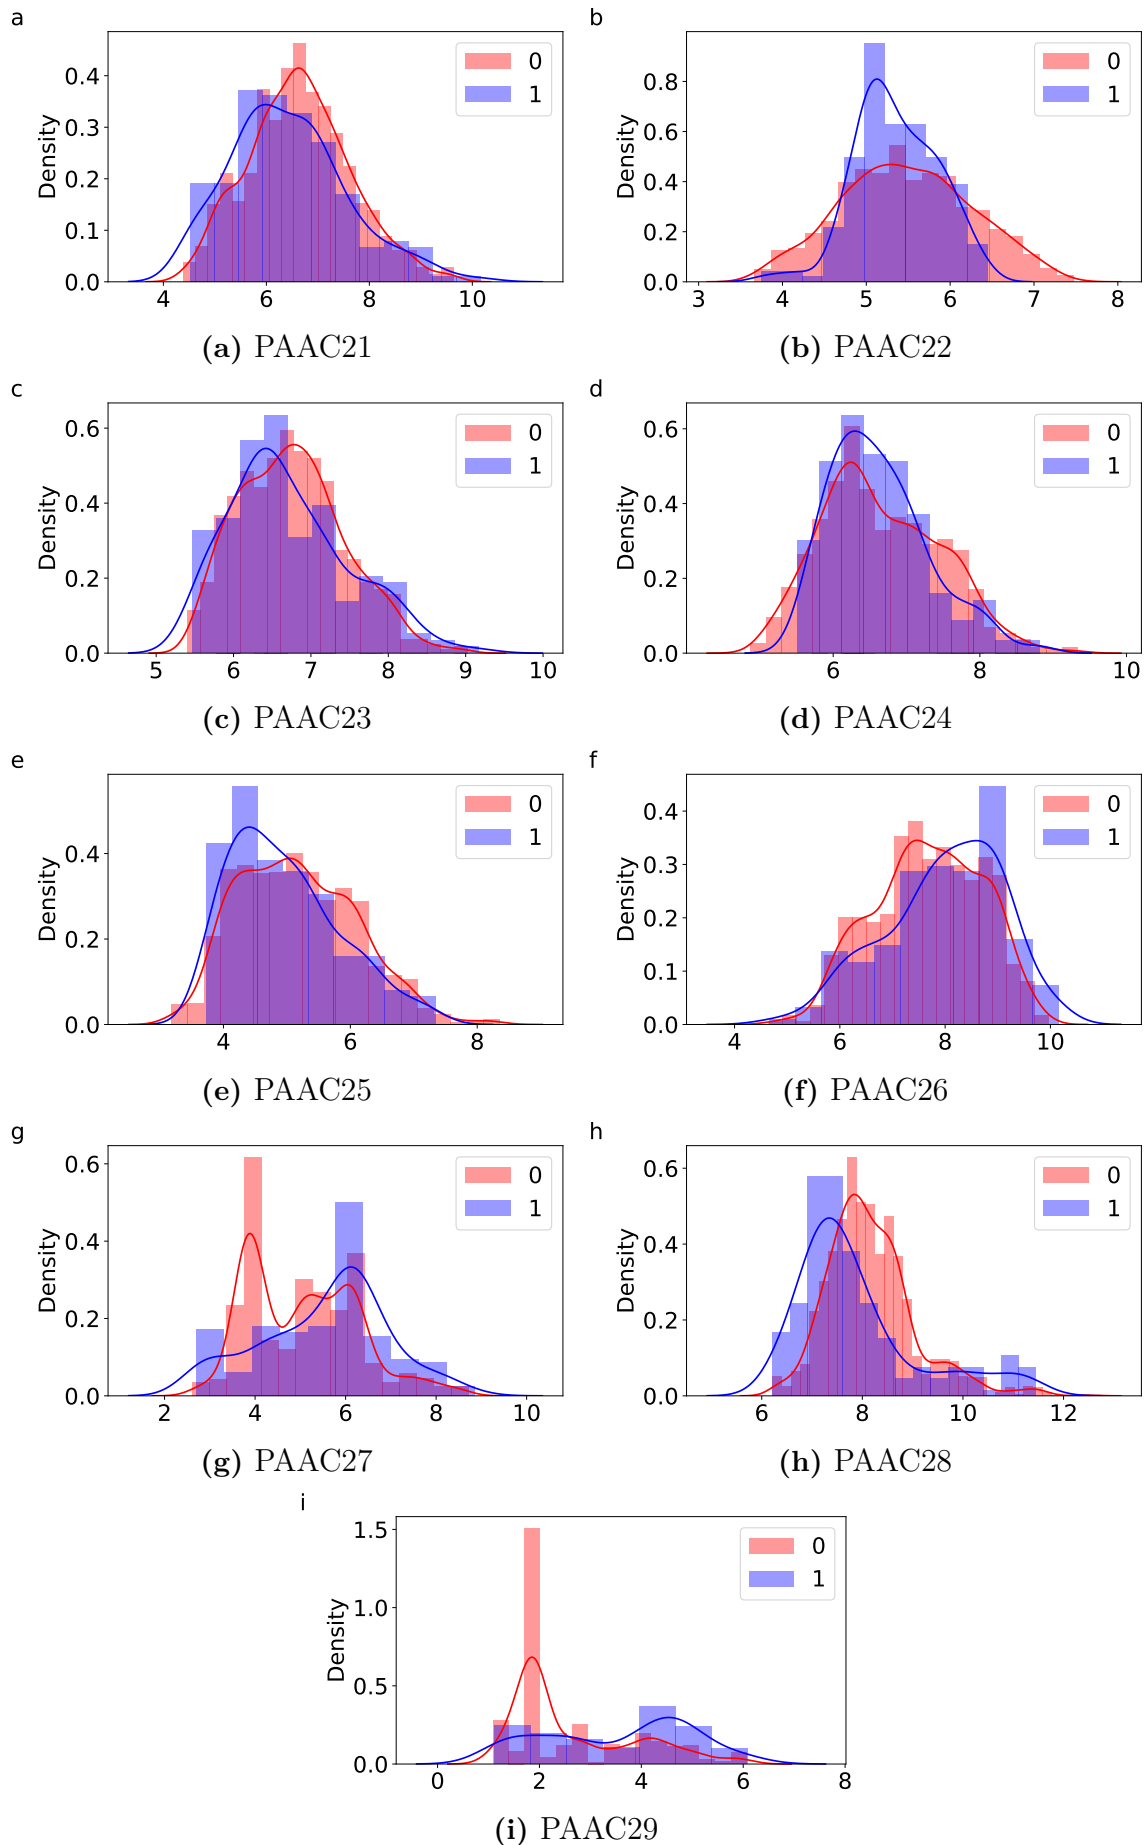 a
Density
0.4
0.3
0.2
0.1
0.0
4 6 8 10
0
1
(a) PAAC21
b
Density
0.8
0.6
0.4
0.2
0.0
3 4 5 6 7 8
0
1
(b) PAAC22
c
Density
0.6
0.4
0.2
0.0
5 6 7 8 9 10
0
1
(c) PAAC23
d
Density
0.6
0.4
0.2
0.0
6 8 10
0
1
(d) PAAC24
e
Density
0.4
0.2
0.0
4 6 8
0
1
(e) PAAC25
f
Density
0.4
0.3
0.2
0.1
0.0
4 6 8 10
0
1
(f) PAAC26
g
Density
0.6
0.4
0.2
0.0
2 4 6 8 10
0
1
(g) PAAC27
h
Density
0.6
0.4
0.2
0.0
6 8 10 12
0
1
(h) PAAC28
i
Density
1.5
1.0
0.5
0.0
0 2 4 6 8
0
1
(i) PAAC29